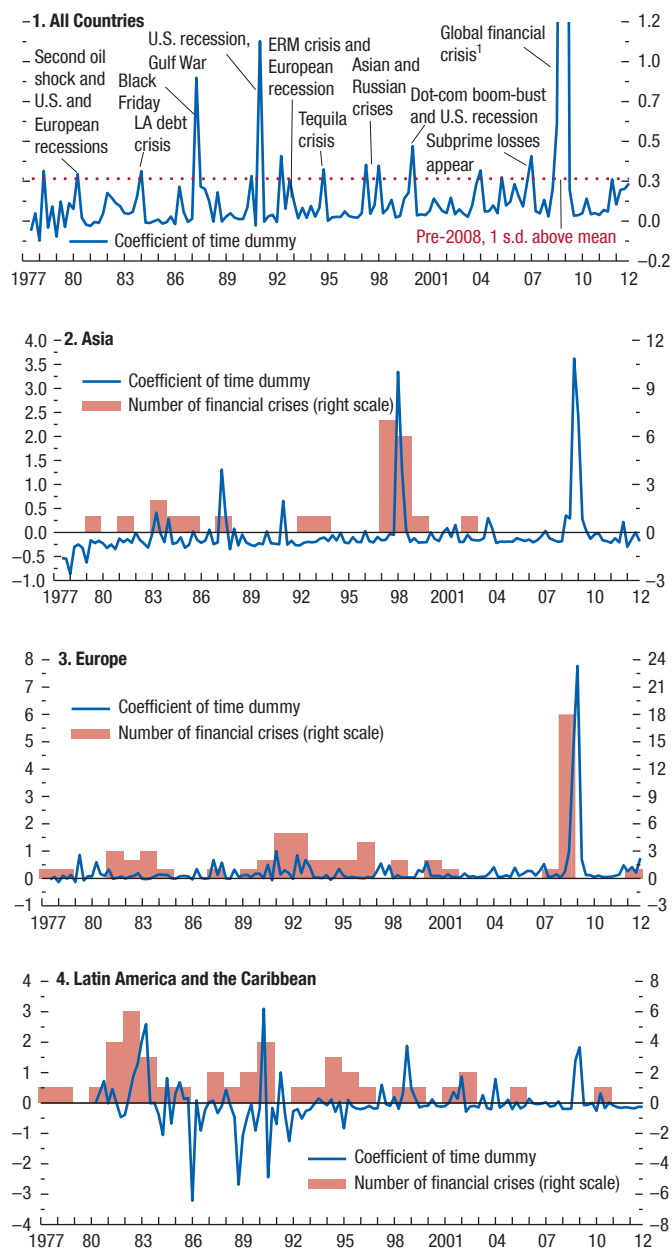 1. All Countries
Second oil
shock and
U.S. and
European
recessions
Black
Friday
LA debt
crisis
U.S. recession,
Gulf War
ERM crisis and
European
recession
Tequila
crisis
Asian and
Russian
crises
Global financial
crisis¹
Dot-com boom-bust
and U.S. recession
Subprime losses
appear
1.2
0.2
0.7
0.5
0.3
0.0
–0.2
Pre-2008, 1 s.d. above mean
Coefficient of time dummy
1977 80 83 86 89 92 95 98 2001 04 07 10 12
2. Asia
4.0
3.5
3.0
2.5
2.0
1.5
1.0
0.5
0.0
–0.5
–1.0
12
9
6
3
0
–3
Coefficient of time dummy
Number of financial crises (right scale)
1977 80 83 86 89 92 95 98 2001 04 07 10 12
3. Europe
8
7
6
5
4
3
2
1
0
–1
24
21
18
15
12
9
6
3
0
–3
Coefficient of time dummy
Number of financial crises (right scale)
1977 80 83 86 89 92 95 98 2001 04 07 10 12
4. Latin America and the Caribbean
4
3
2
1
0
–1
–2
–3
–4
8
6
4
2
0
–2
–4
–6
–8
Coefficient of time dummy
Number of financial crises (right scale)
1977 80 83 86 89 92 95 98 2001 04 07 10 12